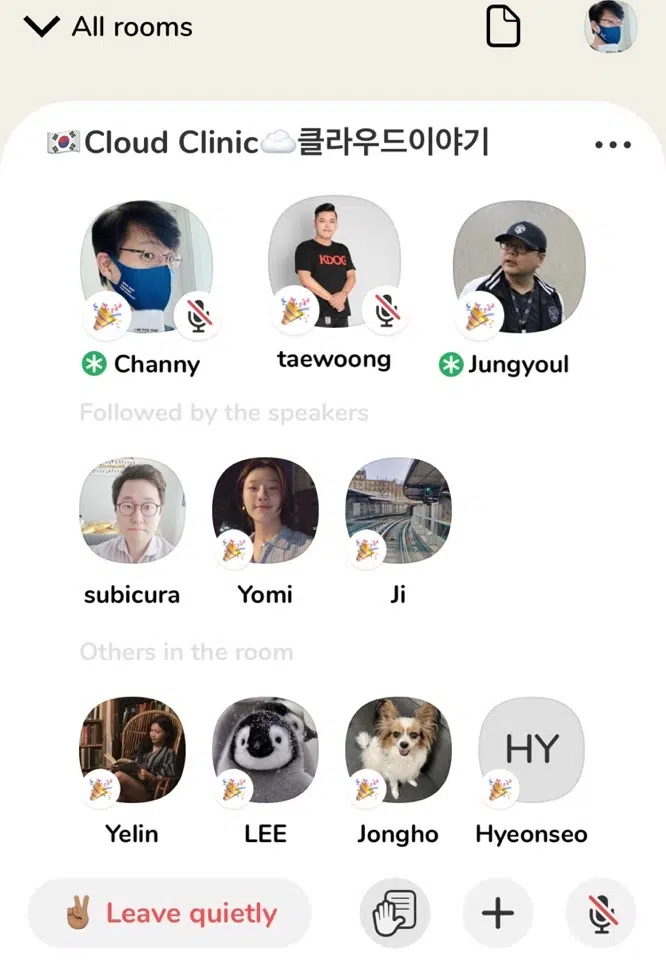 All rooms
Cloud Clinic 클라우드이야기
KDOG
Channy
taewoong
Jungyoul
Followed by the speakers
subicura
Yomi
Ji
Others in the room
HY
Yelin
LEE
Jongho
Hyeonseo
Leave quietly